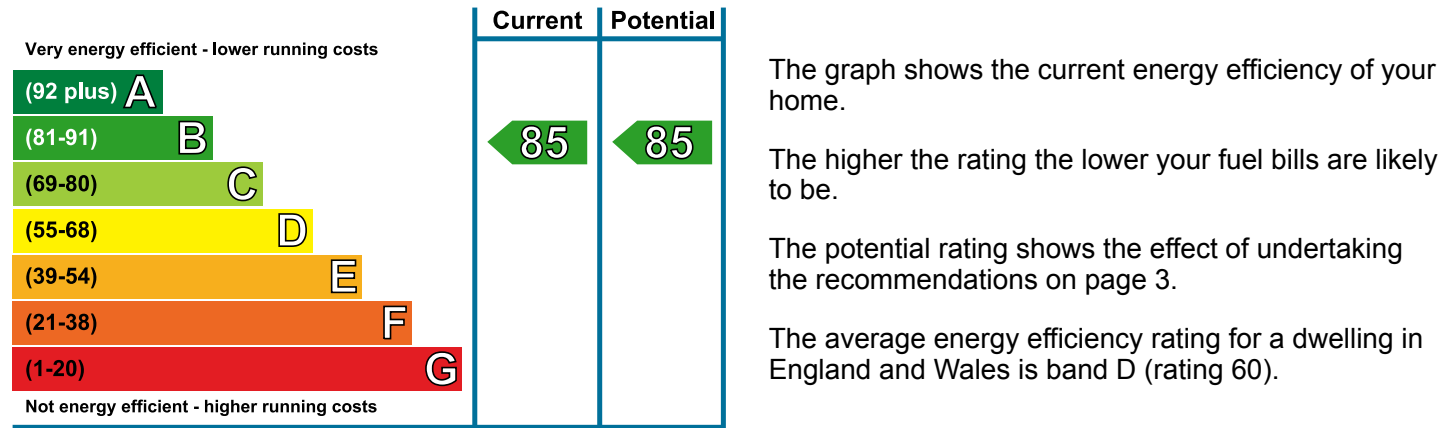 Current Potential
Very energy efficient - lower running costs
(92 plus) A
(81-91) B
85 85
(69-80) C
(55-68) D
(39-54) E
(21-38) F
(1-20) G
Not energy efficient - higher running costs
The graph shows the current energy efficiency of your
home.
The higher the rating the lower your fuel bills are likely
to be.
The potential rating shows the effect of undertaking
the recommendations on page 3.
The average energy efficiency rating for a dwelling in
England and Wales is band D (rating 60).